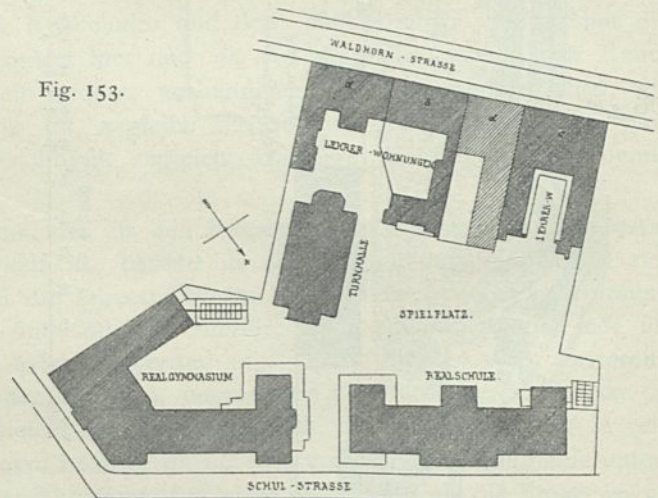 WALDHORN - STRASSE
Fig. 153.
LEHRER - WOHNUNGEN
LEHRER-W
TURNHALLE
SPIELPLATZ.
REALGYMNASIUM
REALSCHULE.
SCHUL - STRASSE